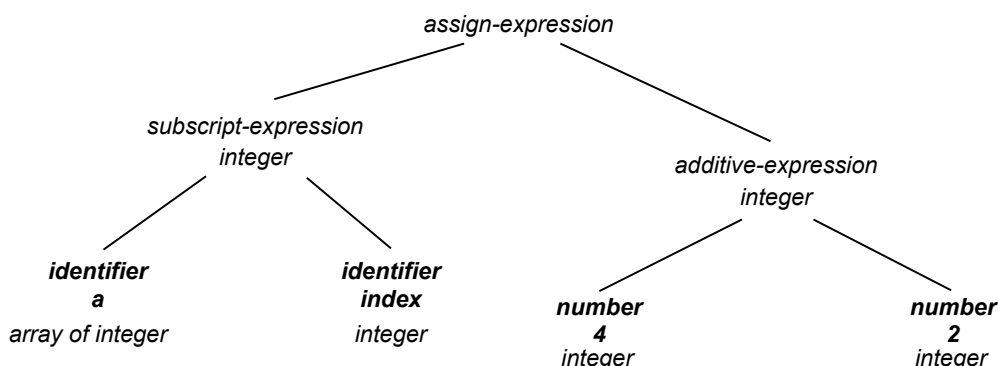 assign-expression
subscript-expression
integer
additive-expression
integer
identifier
a
array of integer
identifier
index
integer
number
4
integer
number
2
integer